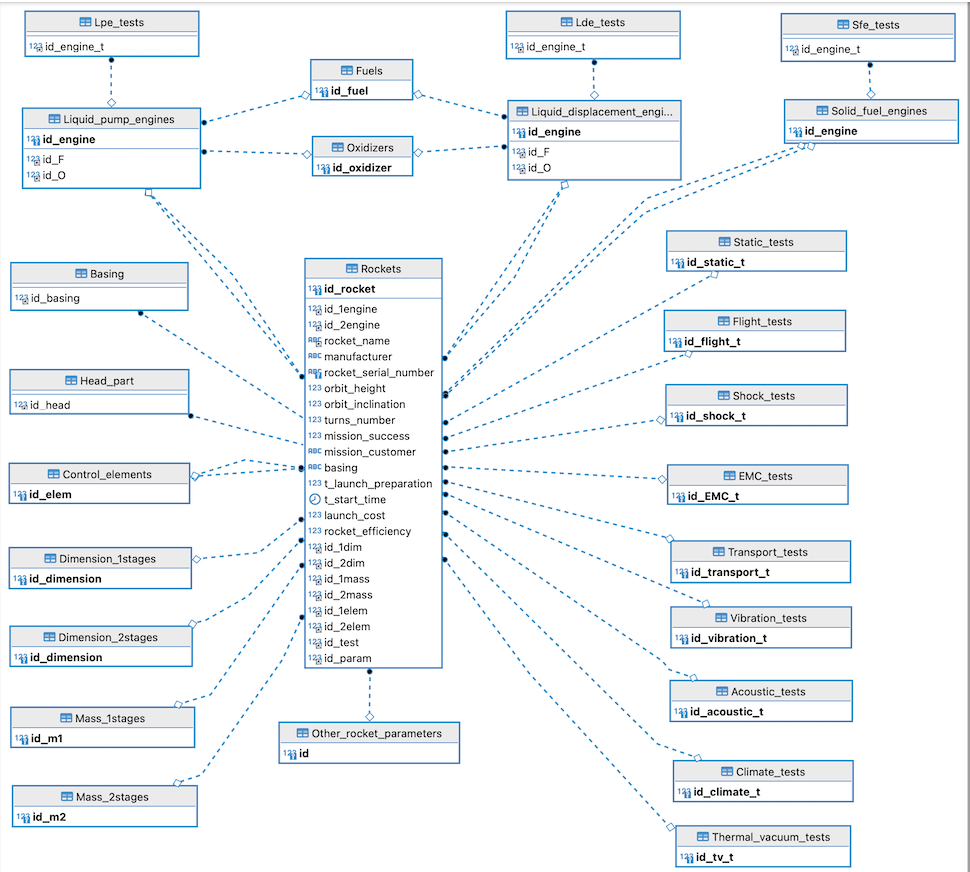 Lpe_tests
123 id_engine_t
Lde_tests
123 id_engine_t
Sfe_tests
123 id_engine_t
Fuels
123 id_fuel
Liquid_pump_engines
123 id_engine
123 id_F
123 id_O
Oxidizers
123 id_oxidizer
Liquid_displacement_engi...
123 id_engine
123 id_F
123 id_O
Solid_fuel_engines
123 id_engine
Basing
123 id_basing
Head_part
123 id_head
Control_elements
123 id_elem
Dimension_1stages
123 id_dimension
Dimension_2stages
123 id_dimension
Mass_1stages
123 id_m1
Mass_2stages
123 id_m2
Rockets
123 id_rocket
123 id_1engine
123 id_2engine
ABC rocket_name
ABC manufacturer
ABC rocket_serial_number
123 orbit_height
123 orbit_inclination
123 turns_number
123 mission_success
ABC mission_customer
ABC basing
123 t_launch_preparation
t_start_time
123 launch_cost
123 rocket_efficiency
123 id_1dim
123 id_2dim
123 id_1mass
123 id_2mass
123 id_1elem
123 id_2elem
123 id_test
123 id_param
Other_rocket_parameters
123 id
Static_tests
123 id_static_t
Flight_tests
123 id_flight_t
Shock_tests
123 id_shock_t
EMC_tests
123 id_EMC_t
Transport_tests
123 id_transport_t
Vibration_tests
123 id_vibration_t
Acoustic_tests
123 id_acoustic_t
Climate_tests
123 id_climate_t
Thermal_vacuum_tests
123 id_tv_t